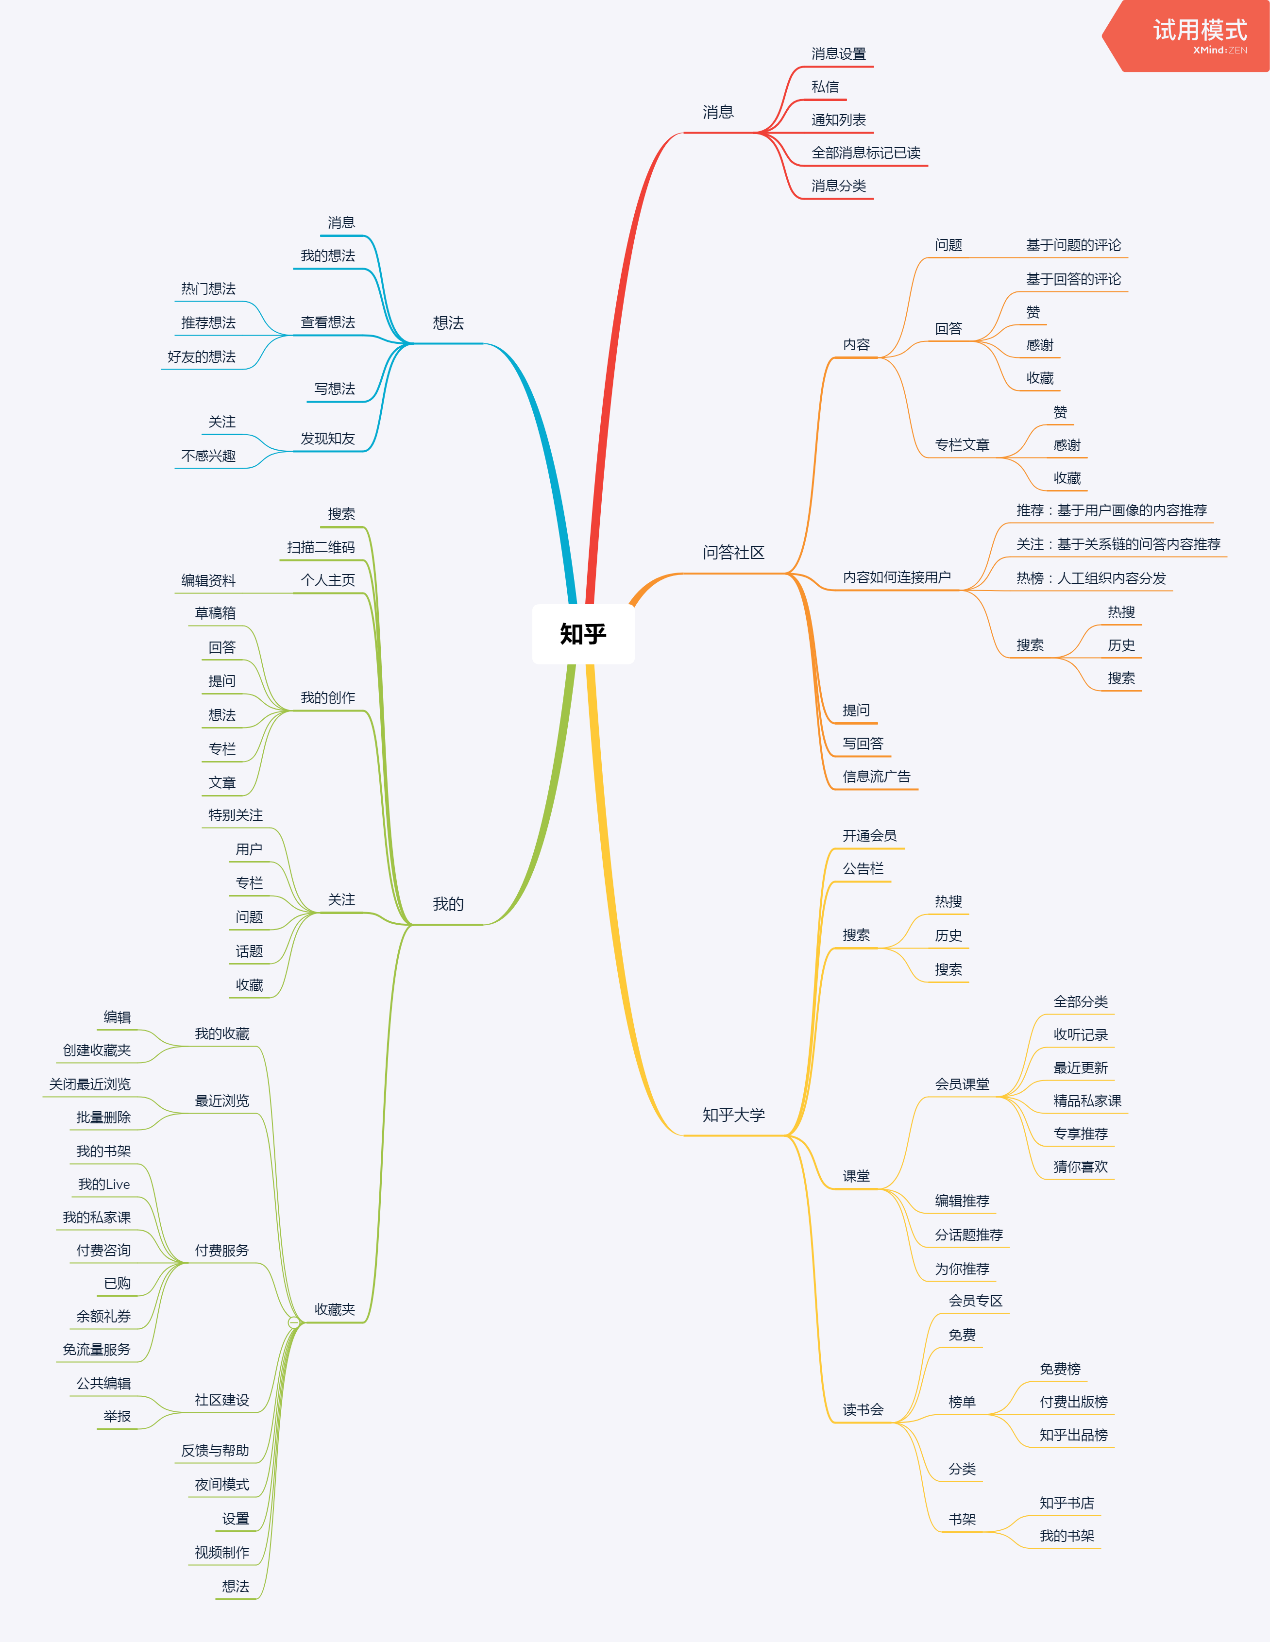 试用模式
XMind:ZEN
知乎
消息
消息设置
私信
通知列表
全部消息标记已读
消息分类
问答社区
内容
问题
基于问题的评论
回答
基于回答的评论
赞
感谢
收藏
专栏文章
赞
感谢
收藏
内容如何连接用户
推荐：基于用户画像的内容推荐
关注：基于关系链的问答内容推荐
热榜：人工组织内容分发
搜索
热搜
历史
搜索
提问
写回答
信息流广告
知乎大学
开通会员
公告栏
搜索
热搜
历史
搜索
课堂
会员课堂
全部分类
收听记录
最近更新
精品私家课
专享推荐
猜你喜欢
编辑推荐
分话题推荐
为你推荐
读书会
会员专区
免费
榜单
免费榜
付费出版榜
知乎出品榜
分类
书架
知乎书店
我的书架
想法
消息
我的想法
查看想法
热门想法
推荐想法
好友的想法
写想法
发现知友
关注
不感兴趣
我的
搜索
扫描二维码
个人主页
编辑资料
我的创作
草稿箱
回答
提问
想法
专栏
文章
关注
特别关注
用户
专栏
问题
话题
收藏
收藏夹
我的收藏
编辑
创建收藏夹
最近浏览
关闭最近浏览
批量删除
付费服务
我的书架
我的Live
我的私家课
付费咨询
已购
余额礼券
免流量服务
社区建设
公共编辑
举报
反馈与帮助
夜间模式
设置
视频制作
想法